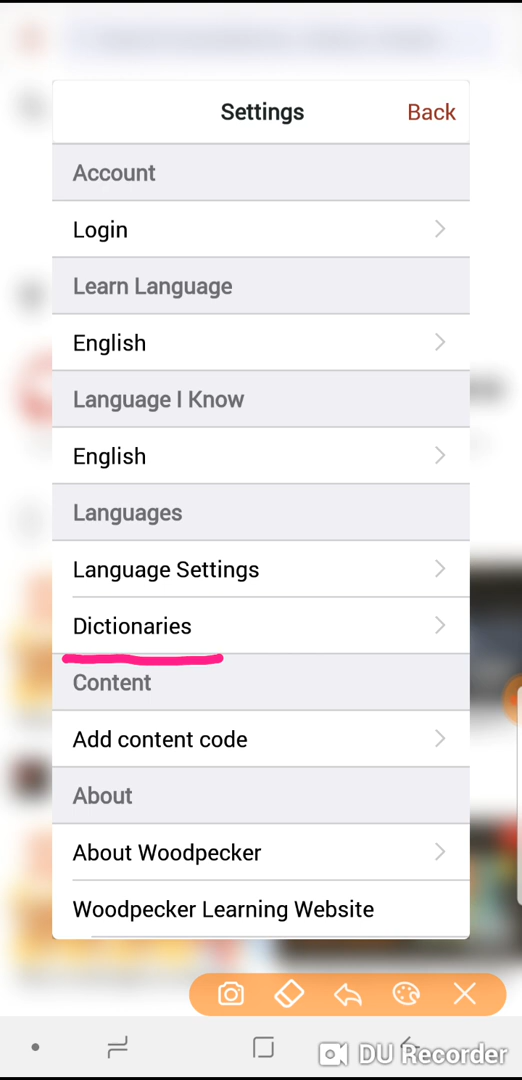 Settings
Back
Account
Login
Learn Language
English
Language I Know
English
Languages
Language Settings
Dictionaries
Content
Add content code
About
About Woodpecker
Woodpecker Learning Website
DU Recorder